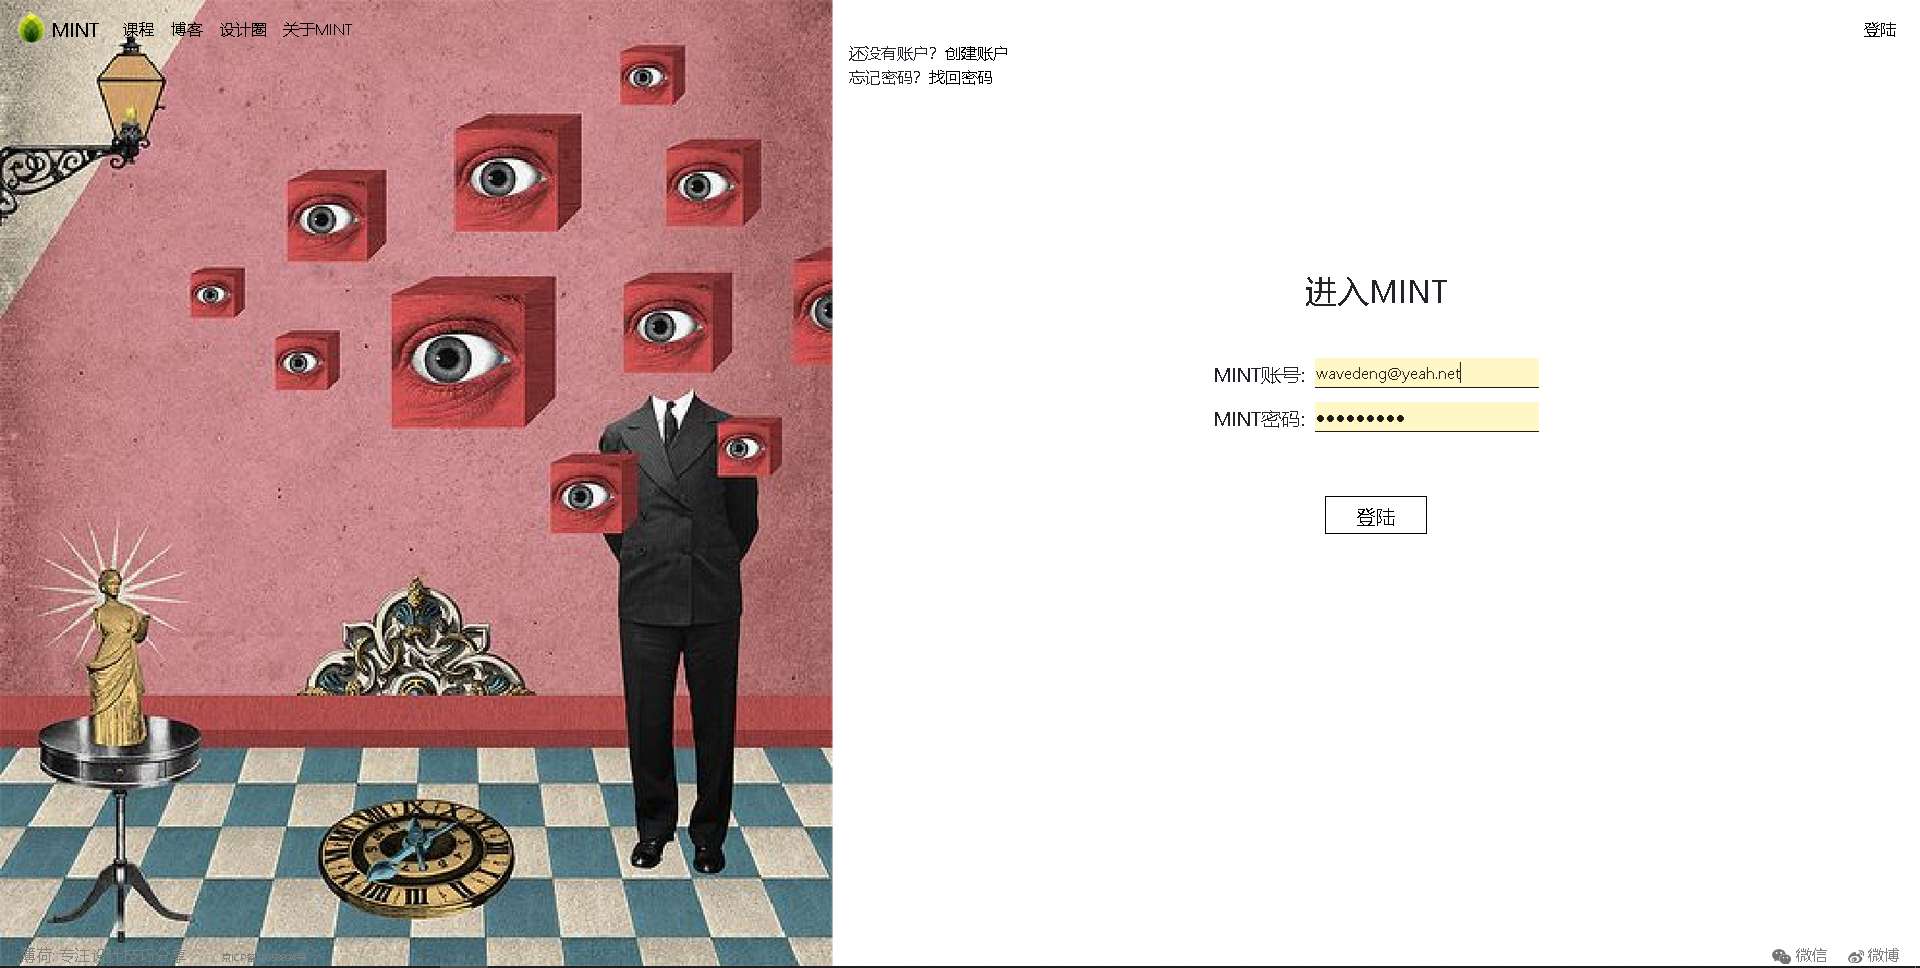 MINT 课程 博客 设计圈 关于MINT
登陆
还没有账户？创建账户
忘记密码？找回密码
进入MINT
MINT账号: wavedeng@yeah.net
MINT密码: •••••••••
登陆
薄荷
微信 微博